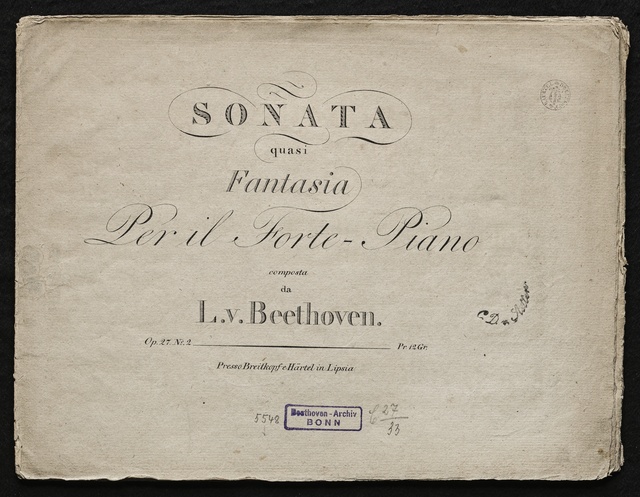 SONATA
quasi
Fantasia
Per il Forte-Piano
composta
da
L.v. Beethoven.
Op. 27 Nr. 2 Pr. 12 Gr.
Presso Breitkopf e Härtel in Lipsia
5542
Beethoven-Archiv
BONN
C 27
33